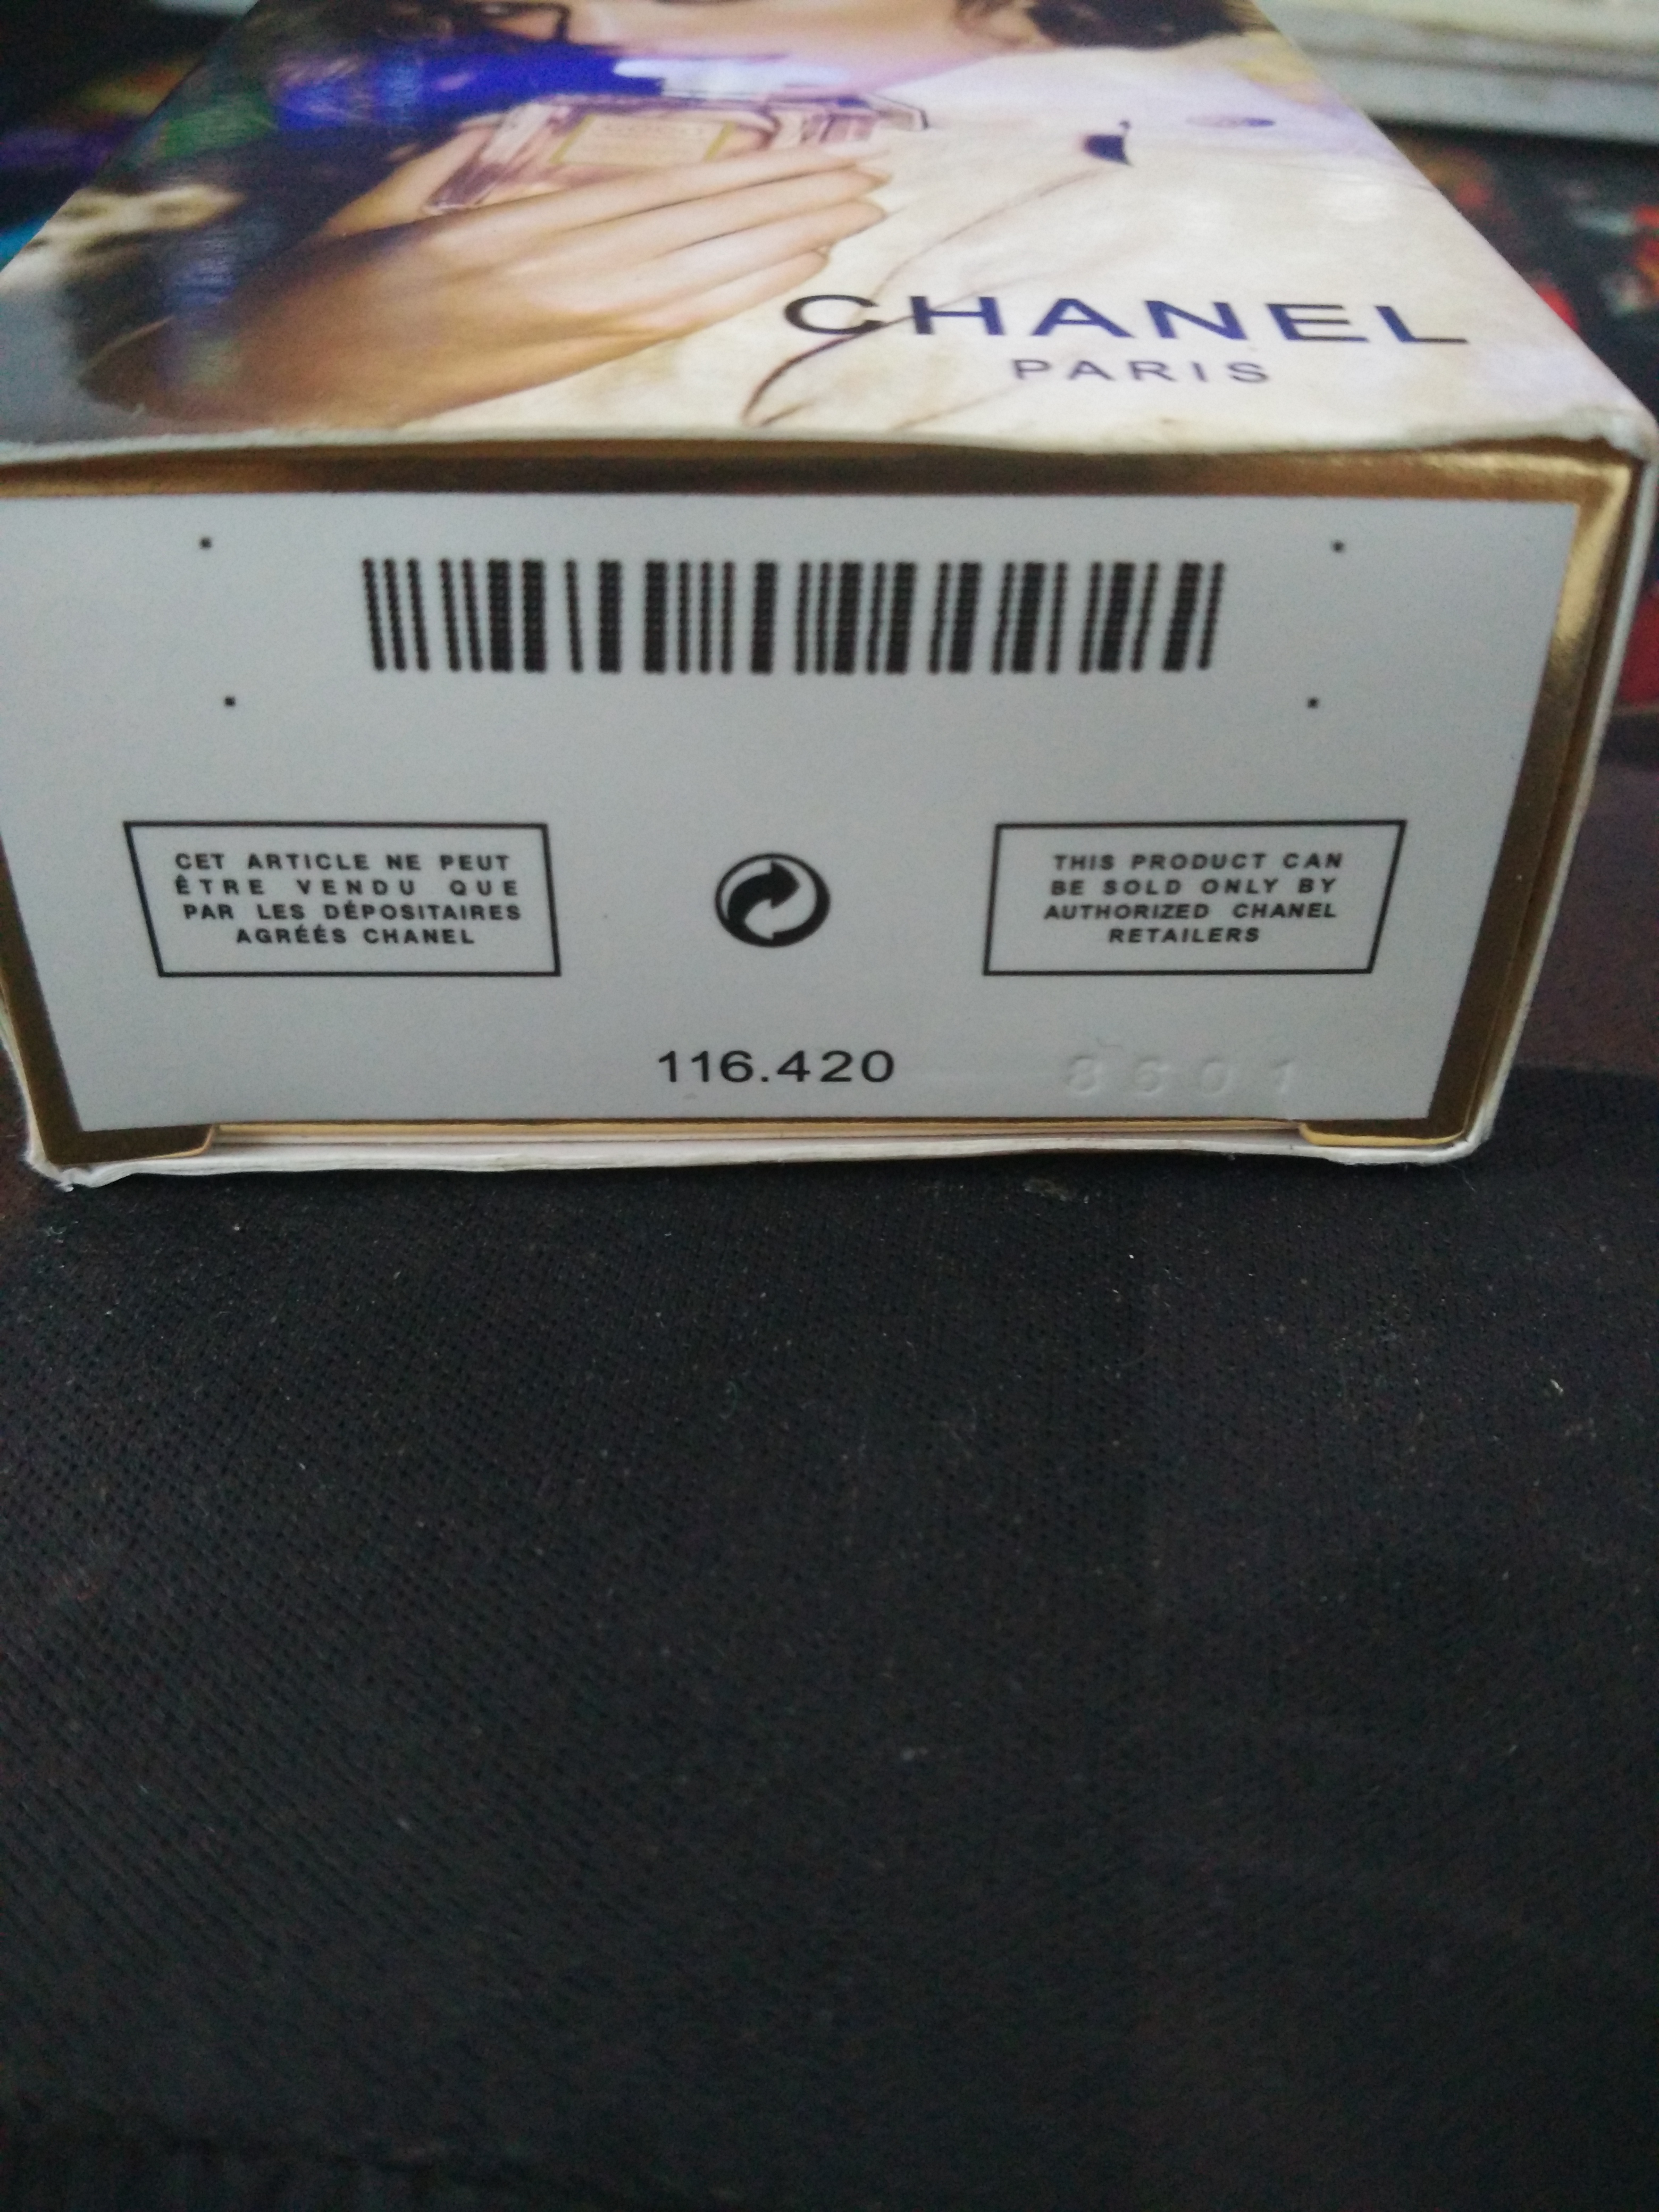 CHANEL
PARIS
CET ARTICLE NE PEUT
ÊTRE VENDU QUE
PAR LES DÉPOSITAIRES
AGRÉÉS CHANEL
THIS PRODUCT CAN
BE SOLD ONLY BY
AUTHORIZED CHANEL
RETAILERS
116.420
8601